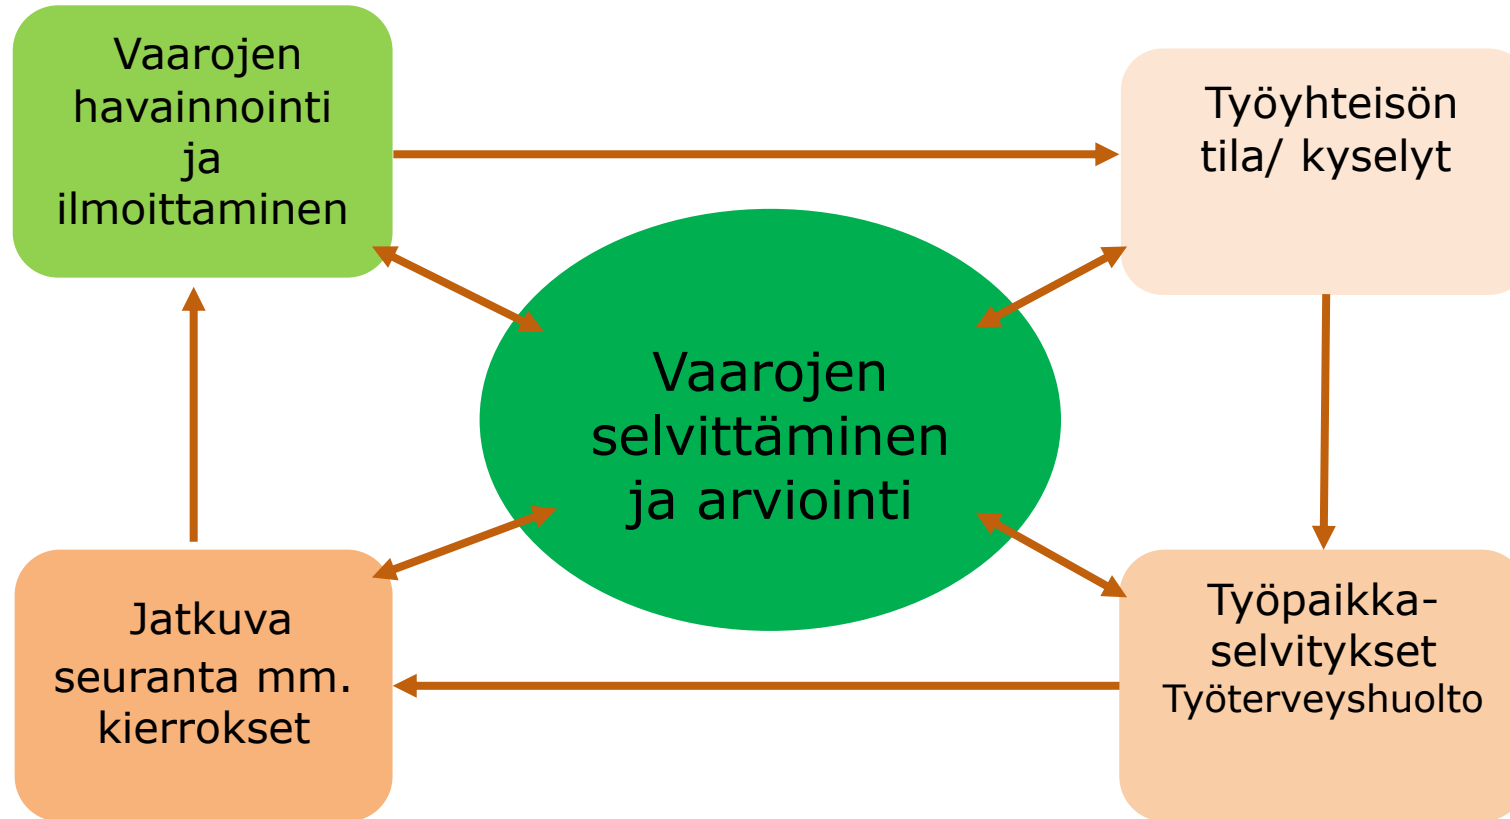 Vaarojen
havainnointi
ja
ilmoittaminen
Työyhteisön
tila/ kyselyt
Vaarojen
selvittäminen
ja arviointi
Jatkuva
seuranta mm.
kierrokset
Työpaikka-
selvitykset
Työterveyshuolto